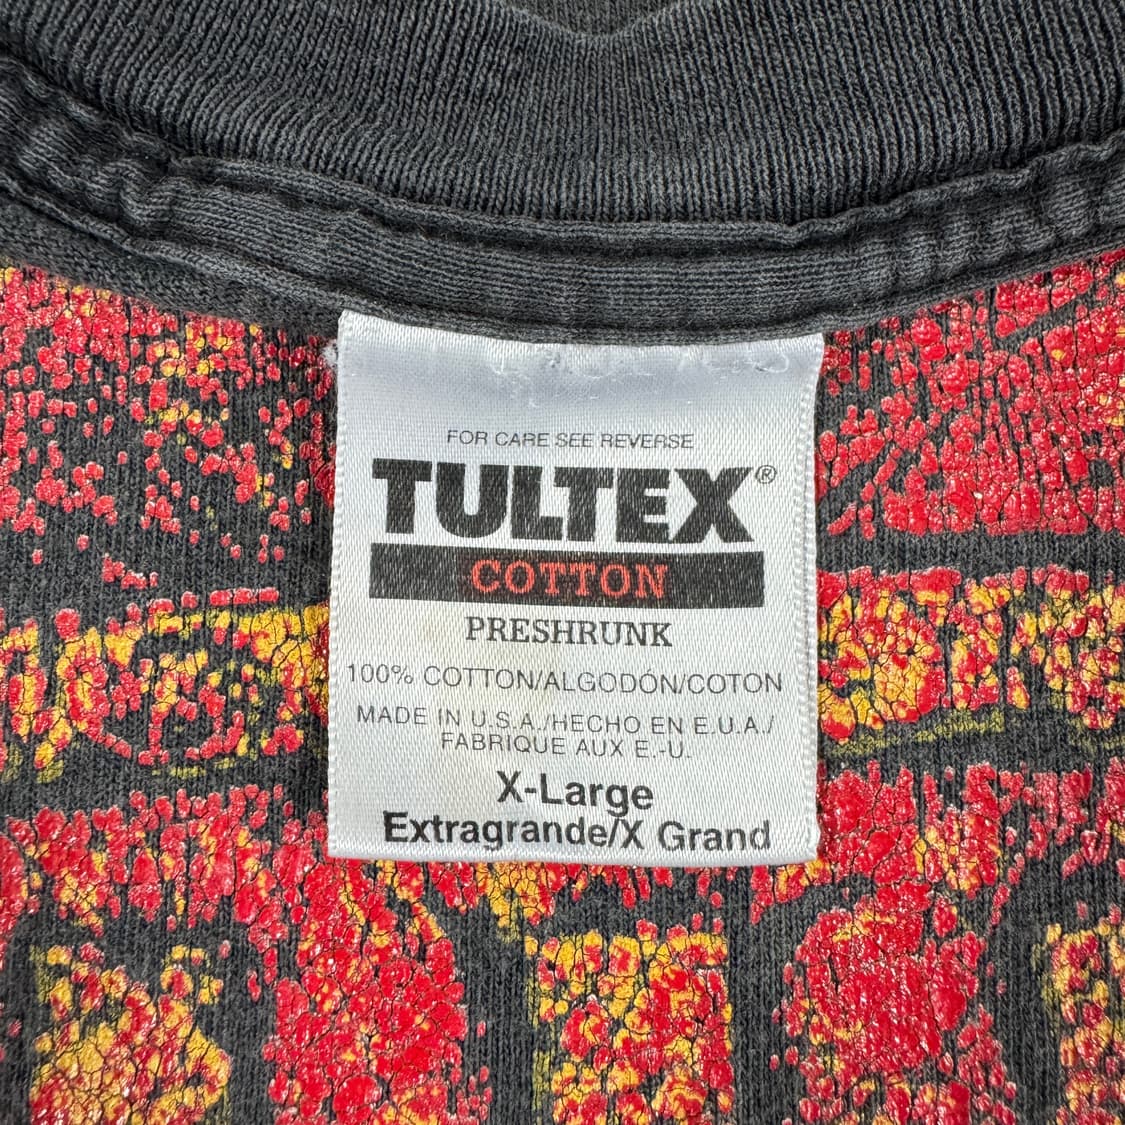 FOR CARE SEE REVERSE
TULTEX®
COTTON
PRESHRUNK
100% COTTON/ALGODÓN/COTON
MADE IN U.S.A./HECHO EN E.U.A./
FABRIQUE AUX E.-U.
X-Large
Extragrande/X Grand